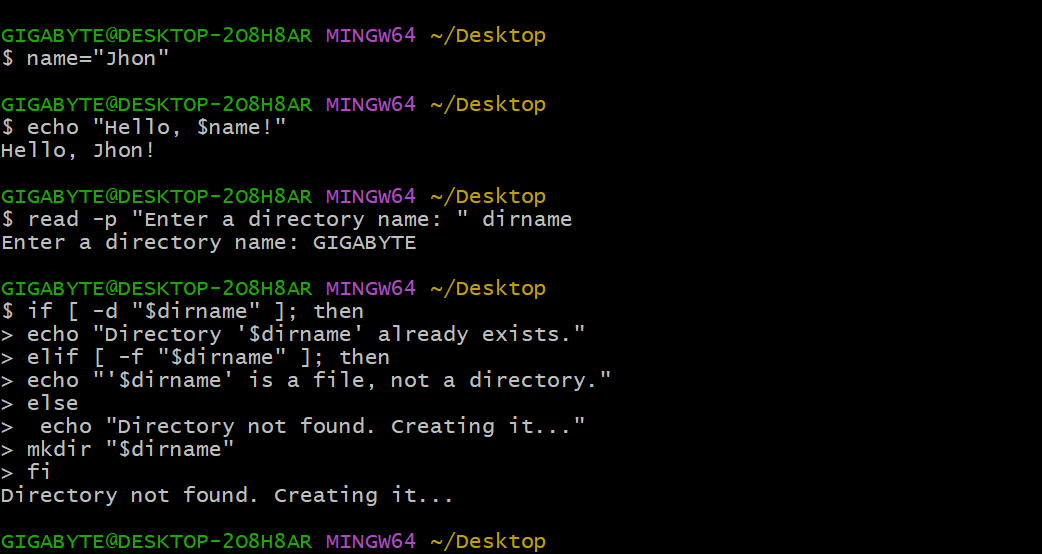 GIGABYTE@DESKTOP-2O8H8AR MINGW64 ~/Desktop
$ name="Jhon"
GIGABYTE@DESKTOP-2O8H8AR MINGW64 ~/Desktop
$ echo "Hello, $name!"
Hello, Jhon!
GIGABYTE@DESKTOP-2O8H8AR MINGW64 ~/Desktop
$ read -p "Enter a directory name: " dirname
Enter a directory name: GIGABYTE
GIGABYTE@DESKTOP-2O8H8AR MINGW64 ~/Desktop
$ if [ -d "$dirname" ]; then
> echo "Directory '$dirname' already exists."
> elif [ -f "$dirname" ]; then
> echo "'$dirname' is a file, not a directory."
> else
>  echo "Directory not found. Creating it..."
> mkdir "$dirname"
> fi
Directory not found. Creating it...
GIGABYTE@DESKTOP-2O8H8AR MINGW64 ~/Desktop